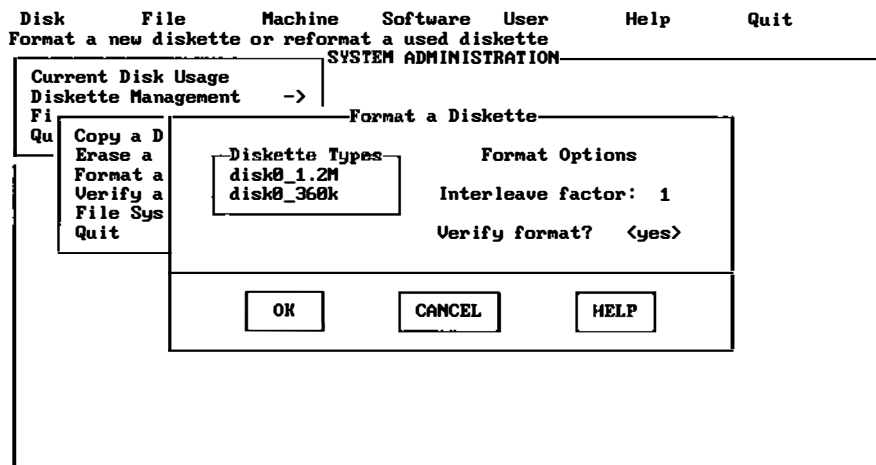 Disk File Machine Software User Help Quit
Format a new diskette or reformat a used diskette
SYSTEM ADMINISTRATION
Current Disk Usage
Diskette Management ->
Fi
Format a Diskette
Qu
Copy a D
Erase a
Format a
Verify a
File Sys
Quit
Diskette Types
disk0_1.2M
disk0_360k
Format Options
Interleave factor: 1
Verify format? <yes>
OK CANCEL HELP